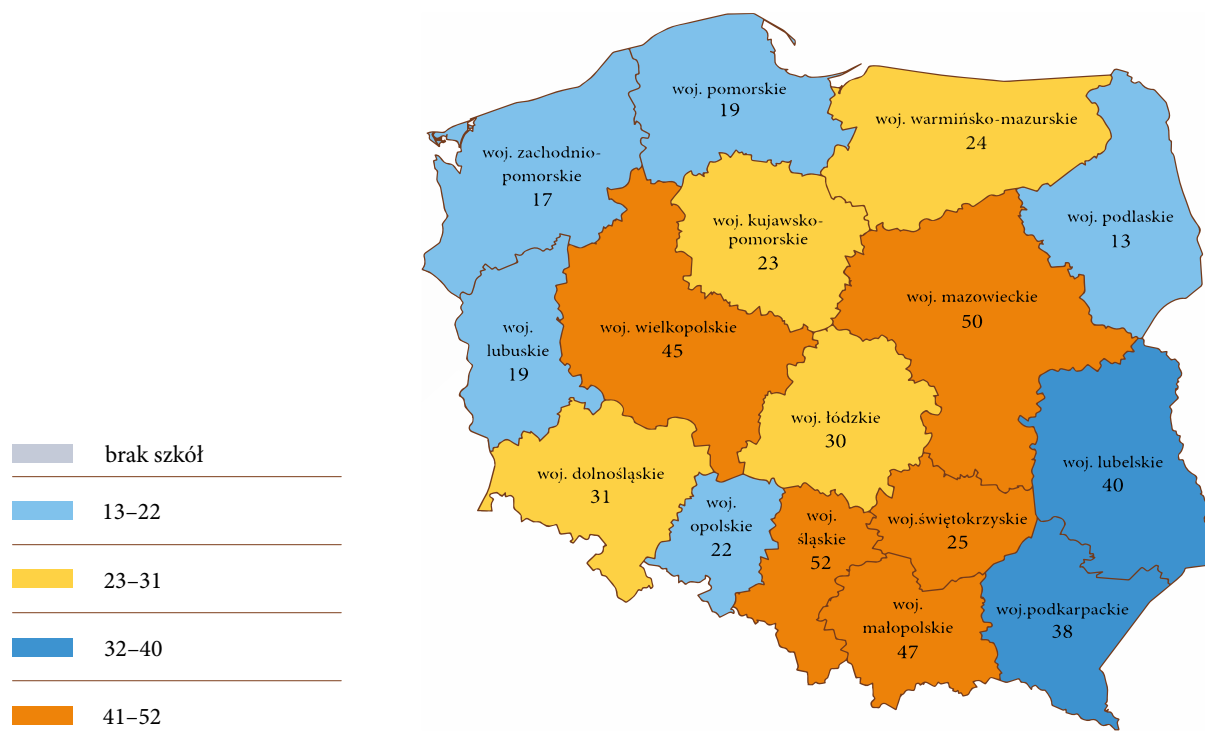 woj. pomorskie
19
woj. warmińsko-mazurskie
24
woj. zachodnio-
pomorskie
17
woj. kujawsko-
pomorskie
23
woj. podlaskie
13
woj. mazowieckie
50
woj.
lubuskie
19
woj. wielkopolskie
45
woj. łódzkie
30
woj. dolnośląskie
31
woj. lubelskie
40
woj.
opolskie
22
woj.
śląskie
52
woj.świętokrzyskie
25
woj.
małopolskie
47
woj.podkarpackie
38
brak szkół
13–22
23–31
32–40
41–52